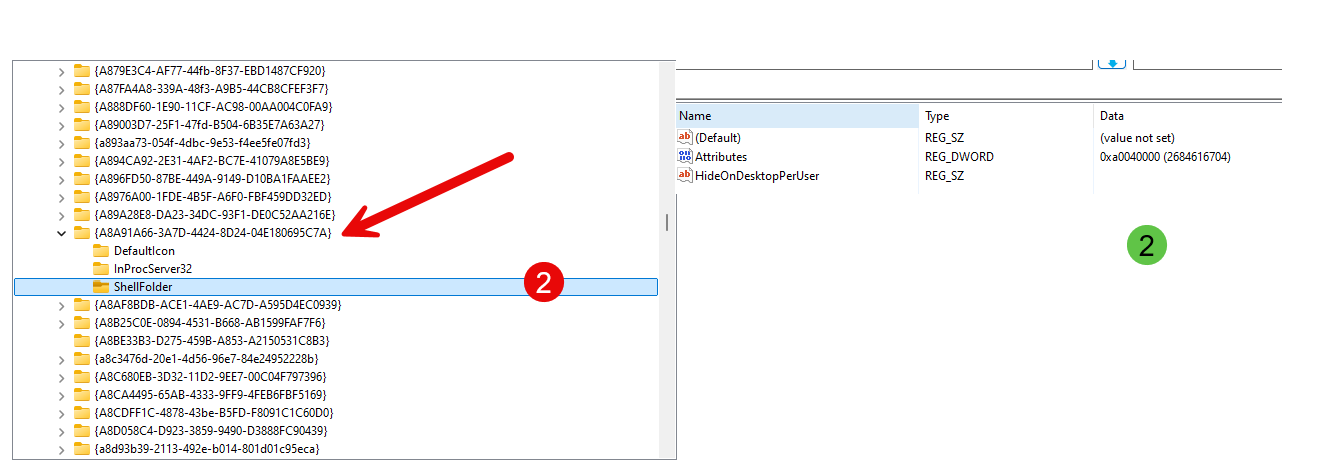 {A879E3C4-AF77-44fb-8F37-EBD1487CF920}
{A87FA4A8-339A-48f3-A9B5-44CB8CFEF3F7}
{A888DF60-1E90-11CF-AC98-00AA004C0FA9}
{A89003D7-25F1-47fd-B504-6B35E7A63A27}
{a893aa73-054f-4dbc-9e53-f4ee5fe07fd3}
{A894CA92-2E31-4AF2-BC7E-41079A8E5BE9}
{A896FD50-87BE-449A-9149-D10BA1FAAEE2}
{A8976A00-1FDE-4B5F-A6F0-FBF459DD32ED}
{A89A28E8-DA23-34DC-93F1-DE0C52AA216E}
{A8A91A66-3A7D-4424-8D24-04E180695C7A}
DefaultIcon
InProcServer32
ShellFolder
2
{A8AF8BDB-ACE1-4AE9-AC7D-A595D4EC0939}
{A8B25C0E-0894-4531-B668-AB1599FAF7F6}
{A8BE33B3-D275-459B-A853-A2150531C8B3}
{a8c3476d-20e1-4d56-96e7-84e24952228b}
{A8C680EB-3D32-11D2-9EE7-00C04F797396}
{A8CA4495-65AB-4333-9FF9-4FEB6FBF5169}
{A8CDFF1C-4878-43be-B5FD-F8091C1C60D0}
{A8D058C4-D923-3859-9490-D3888FC90439}
{a8d93b39-2113-492e-b014-801d01c95eca}
Name Type Data
(Default) REG_SZ (value not set)
Attributes REG_DWORD 0xa0040000 (2684616704)
HideOnDesktopPerUser REG_SZ
2